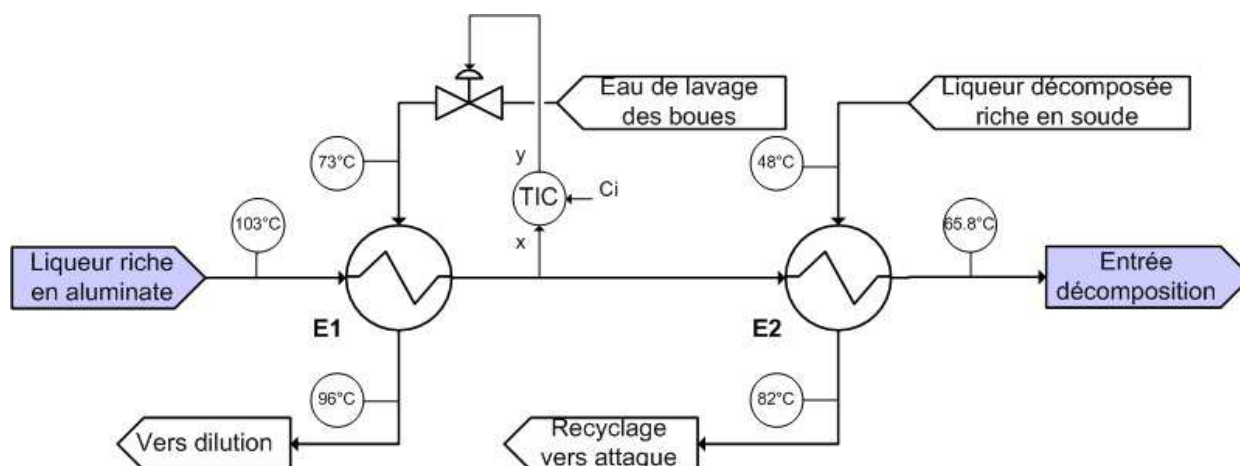 Eau de lavage
des boues
Liqueur décomposée
riche en soude
73°C
y
48°C
TIC
Ci
103°C
x
65.8°C
Liqueur riche
en aluminate
Entrée
décomposition
E1
E2
96°C
82°C
Vers dilution
Recyclage
vers attaque